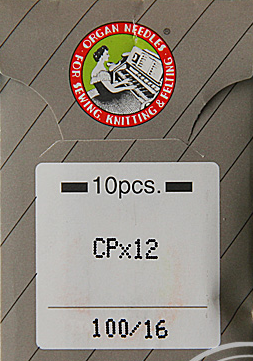 ORGAN NEEDLES
FOR SEWING, KNITTING & FELTING
®
10pcs.
CPx12
100/16